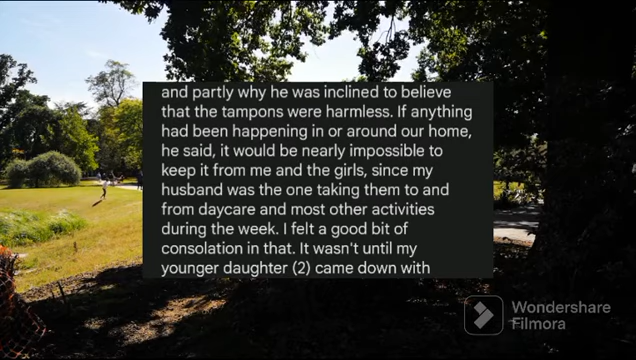 and partly why he was inclined to believe
that the tampons were harmless. If anything
had been happening in or around our home,
he said, it would be nearly impossible to
keep it from me and the girls, since my
husband was the one taking them to and
from daycare and most other activities
during the week. I felt a good bit of
consolation in that. It wasn't until my
younger daughter (2) came down with
Wondershare
Filmora